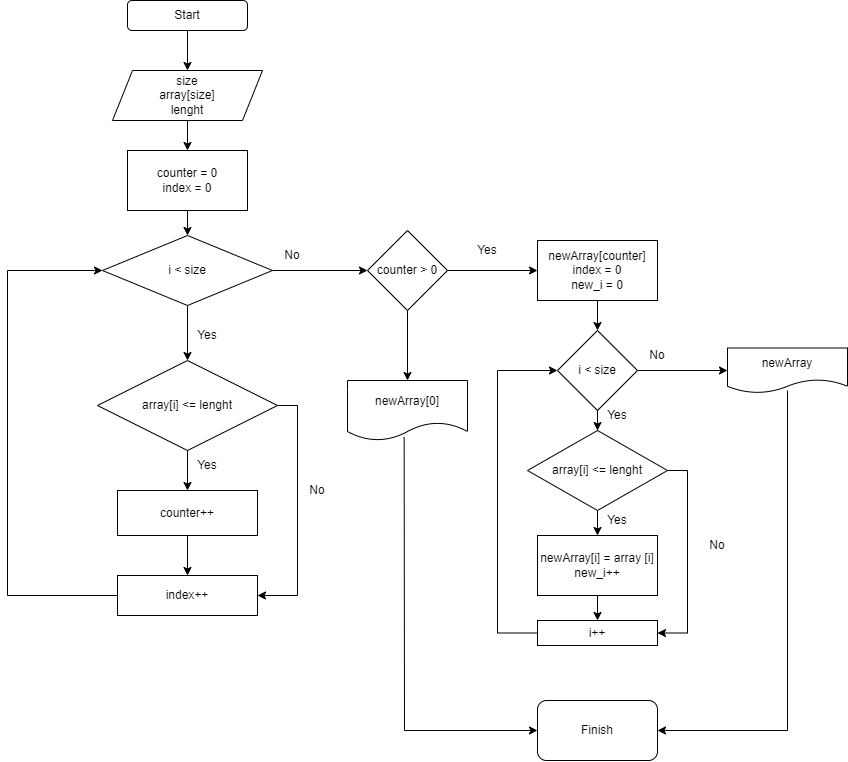 Start
size
array[size]
lenght
counter = 0
index = 0
i < size
No
counter > 0
Yes
newArray[counter]
index = 0
new_i = 0
Yes
array[i] <= lenght
Yes
No
counter++
index++
newArray[0]
i < size
No
newArray
Yes
array[i] <= lenght
Yes
No
newArray[i] = array [i]
new_i++
i++
Finish